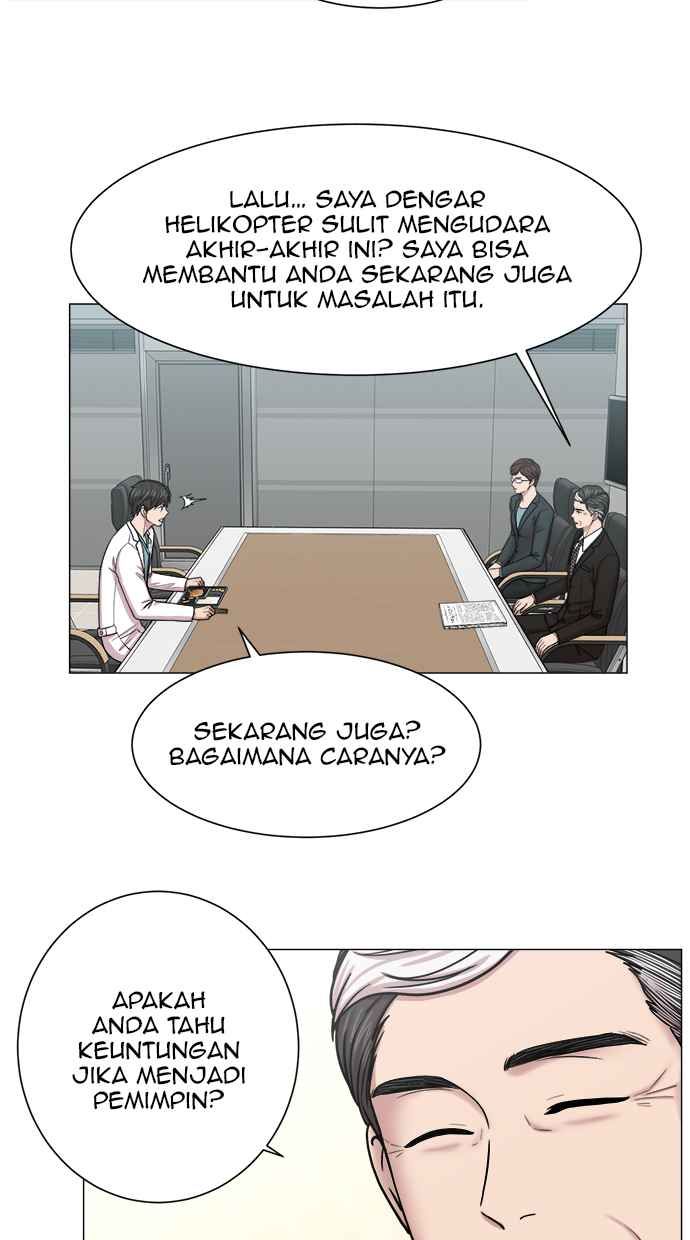 LALU... SAYA DENGAR
HELIKOPTER SULIT MENGUDARA
AKHIR-AKHIR INI? SAYA BISA
MEMBANTU ANDA SEKARANG JUGA
UNTUK MASALAH ITU.
SEKARANG JUGA?
BAGAIMANA CARANYA?
APAKAH
ANDA TAHU
KEUNTUNGAN
JIKA MENJADI
PEMIMPIN?